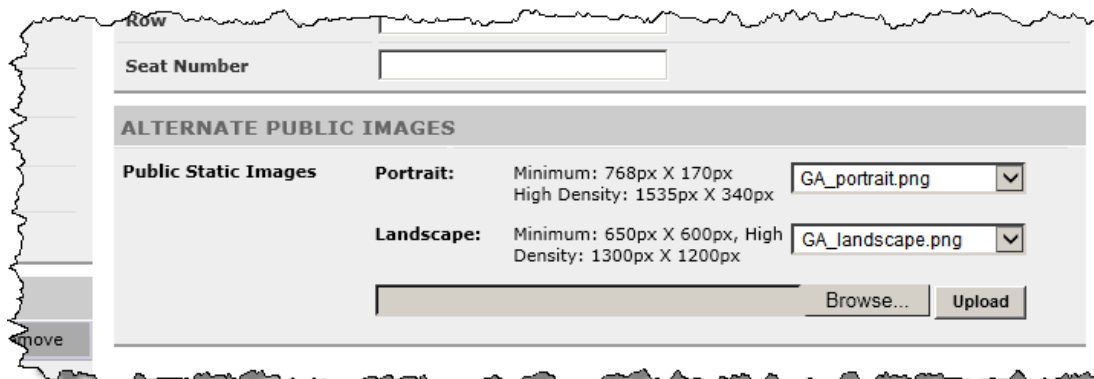 Row
Seat Number
ALTERNATE PUBLIC IMAGES
Public Static Images
Portrait:
Minimum: 768px X 170px
High Density: 1535px X 340px
GA_portrait.png
Landscape:
Minimum: 650px X 600px, High
Density: 1300px X 1200px
GA_landscape.png
Browse...
Upload